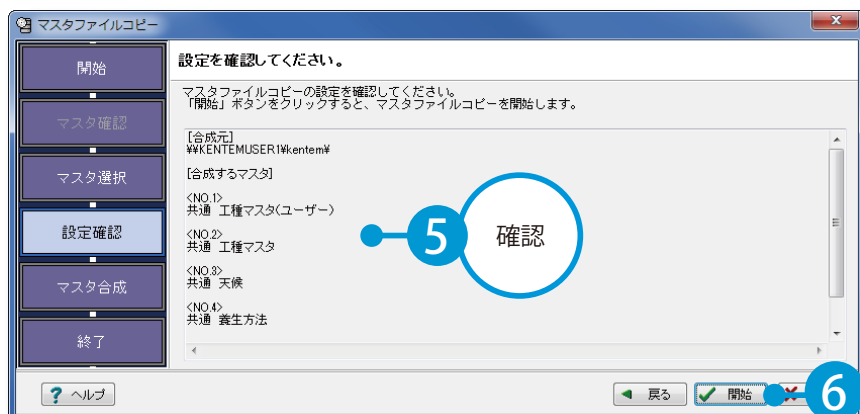 マスタファイルコピー
開始
マスタ確認
マスタ選択
設定確認
マスタ合成
終了
設定を確認してください。
マスタファイルコピーの設定を確認してください。
「開始」ボタンをクリックすると、マスタファイルコピーを開始します。
[合成元]
¥¥KENTEMUSER1¥kentem¥
[合成するマスタ]
<NO.1>
共通 工種マスタ(ユーザー)
<NO.2>
共通 工種マスタ
<NO.3>
共通 天候
<NO.4>
共通 養生方法
5 確認
? ヘルプ
戻る
開始
6